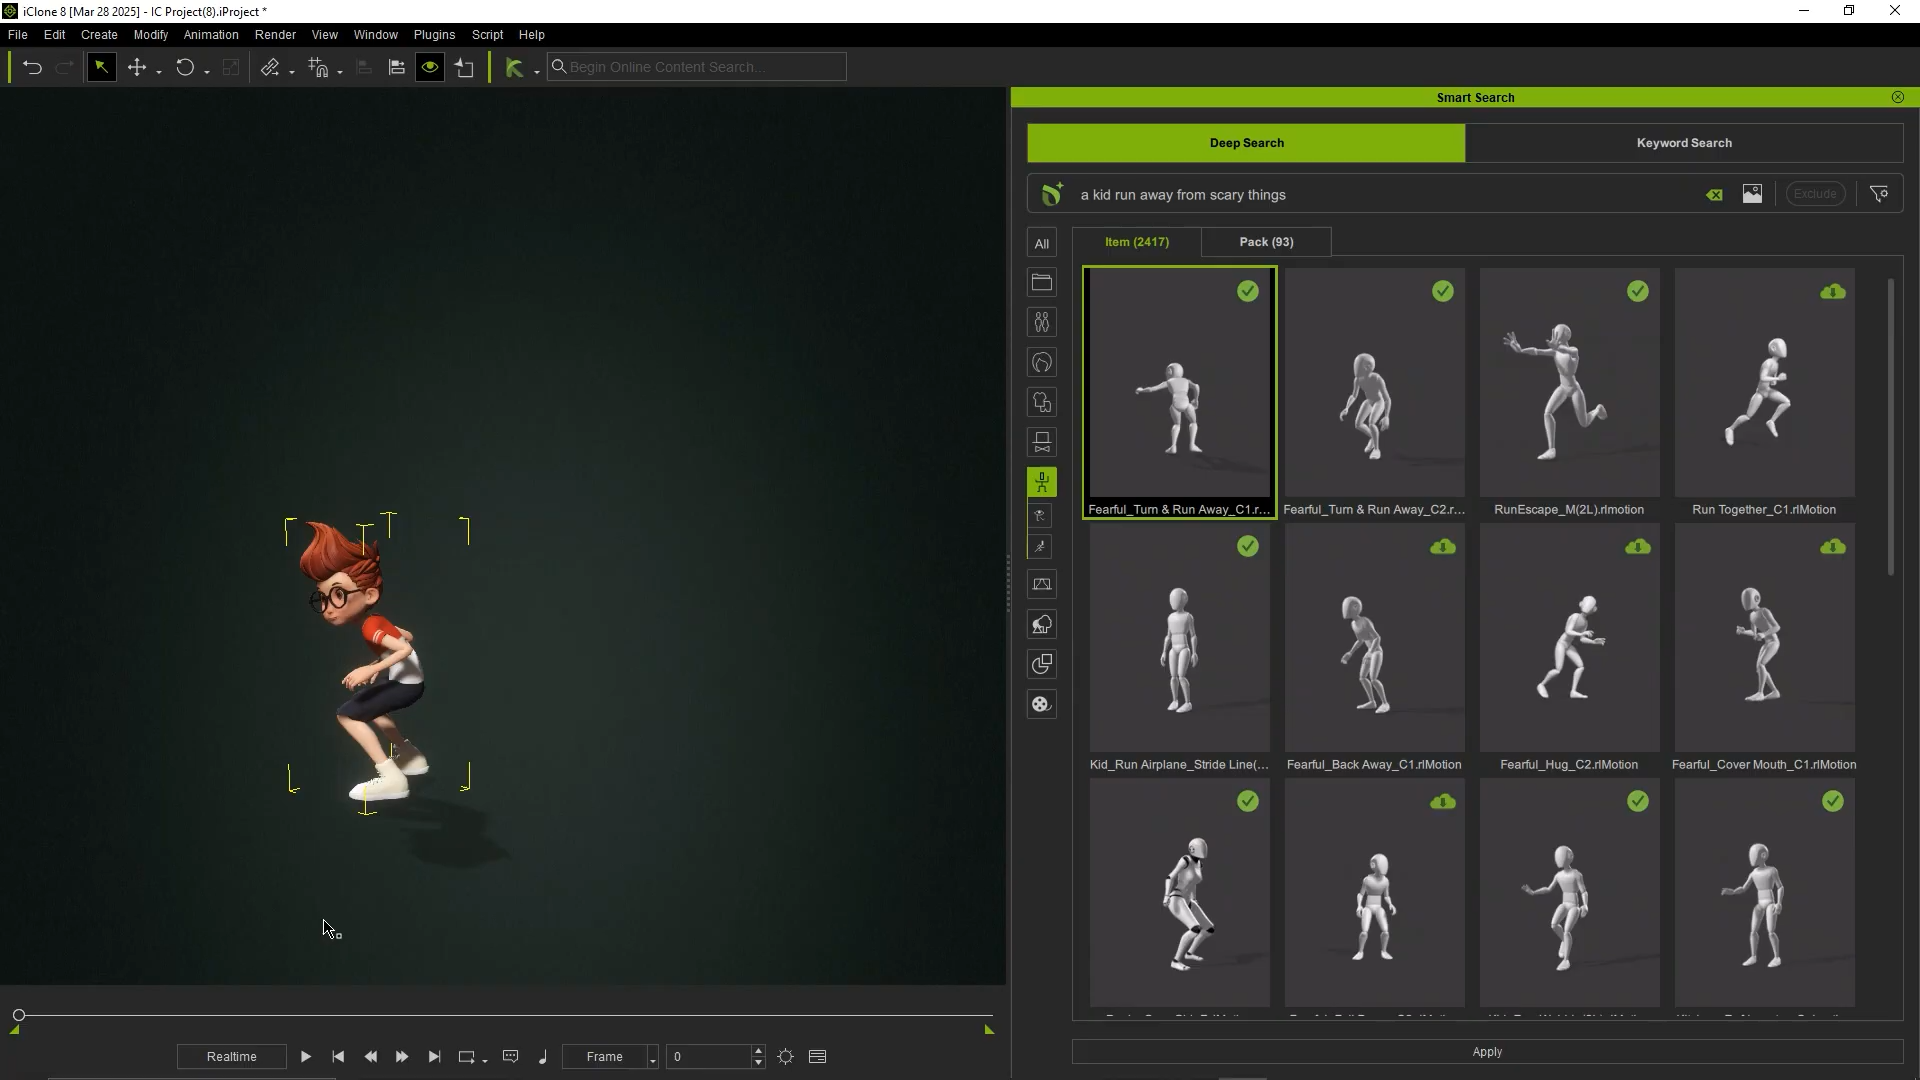 iClone 8 [Mar 28 2025] - IC Project(8).iProject *
File Edit Create Modify Animation Render View Window Plugins Script Help
Begin Online Content Search...
Smart Search
Deep Search Keyword Search
a kid run away from scary things
Exclude
All
Item (2417) Pack (93)
Fearful_Turn & Run Away_C1.r... Fearful_Turn & Run Away_C2.r... RunEscape_M(2L).rlmotion Run Together_C1.rlMotion
Kid_Run Airplane_Stride Line(... Fearful_Back Away_C1.rlMotion Fearful_Hug_C2.rlMotion Fearful_Cover Mouth_C1.rlMotion
Realtime Frame 0
Apply